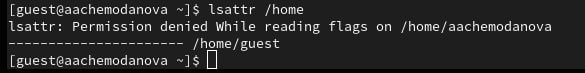 [guest@aachemodanova ~]$ lsattr /home
lsattr: Permission denied While reading flags on /home/aachemodanova
---------------------- /home/guest
[guest@aachemodanova ~]$